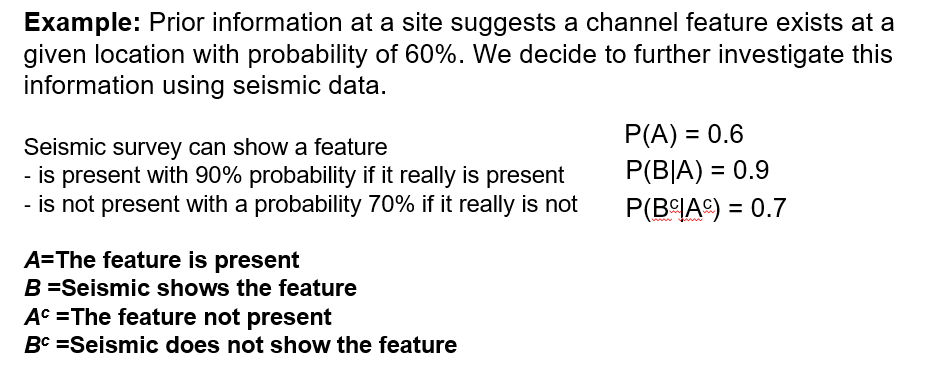 Example: Prior information at a site suggests a channel feature exists at a
given location with probability of 60%. We decide to further investigate this
information using seismic data.
Seismic survey can show a feature
- is present with 90% probability if it really is present
- is not present with a probability 70% if it really is not
P(A) = 0.6
P(B|A) = 0.9
P(Bᶜ|Aᶜ) = 0.7
A=The feature is present
B =Seismic shows the feature
Aᶜ =The feature not present
Bᶜ =Seismic does not show the feature